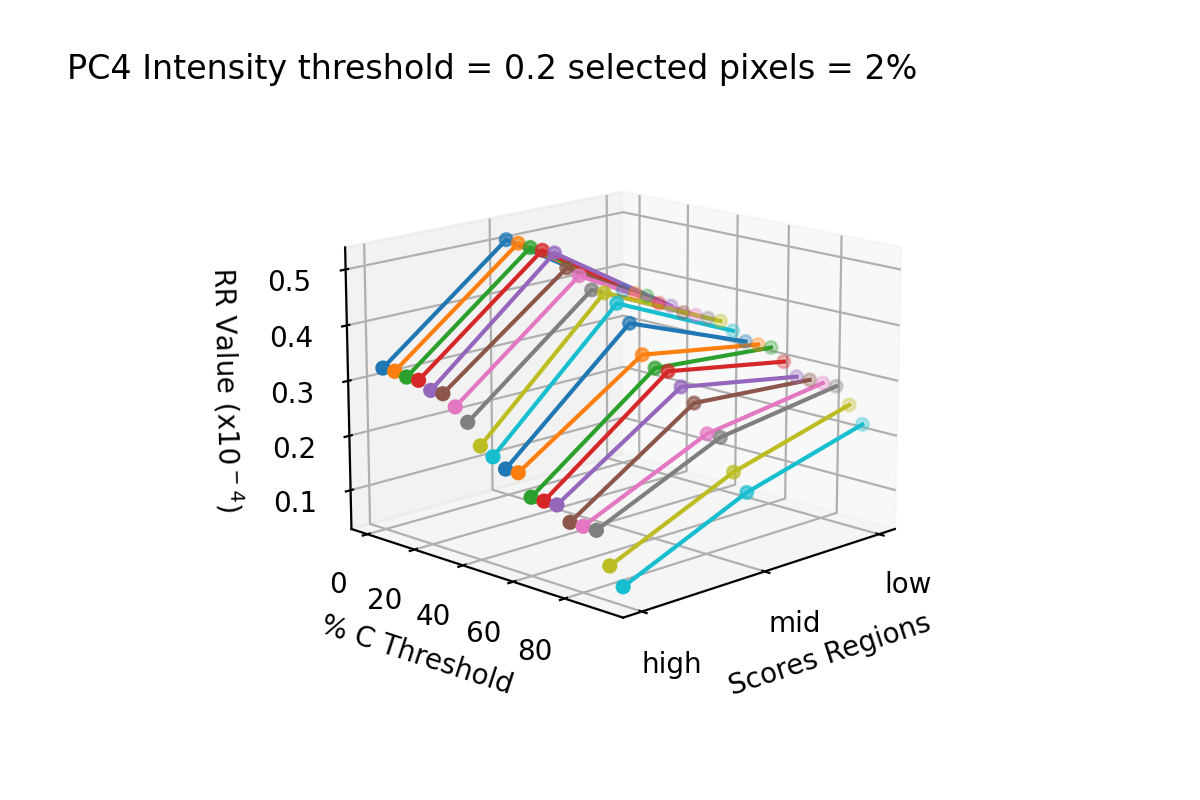 PC4 Intensity threshold = 0.2 selected pixels = 2%
RR Value (x10⁻⁴)
0.5
0.4
0.3
0.2
0.1
0
20
40
60
80
% C Threshold
high
mid
low
Scores Regions